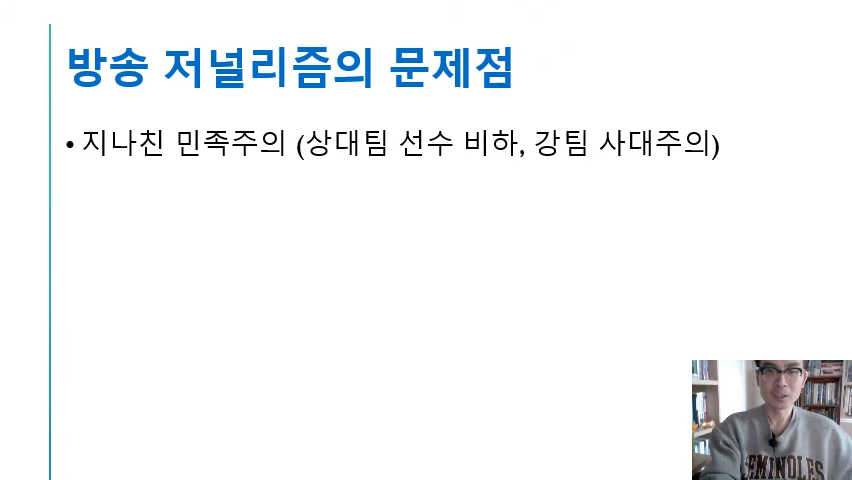 방송 저널리즘의 문제점
• 지나친 민족주의 (상대팀 선수 비하, 강팀 사대주의)
SEMINOLES